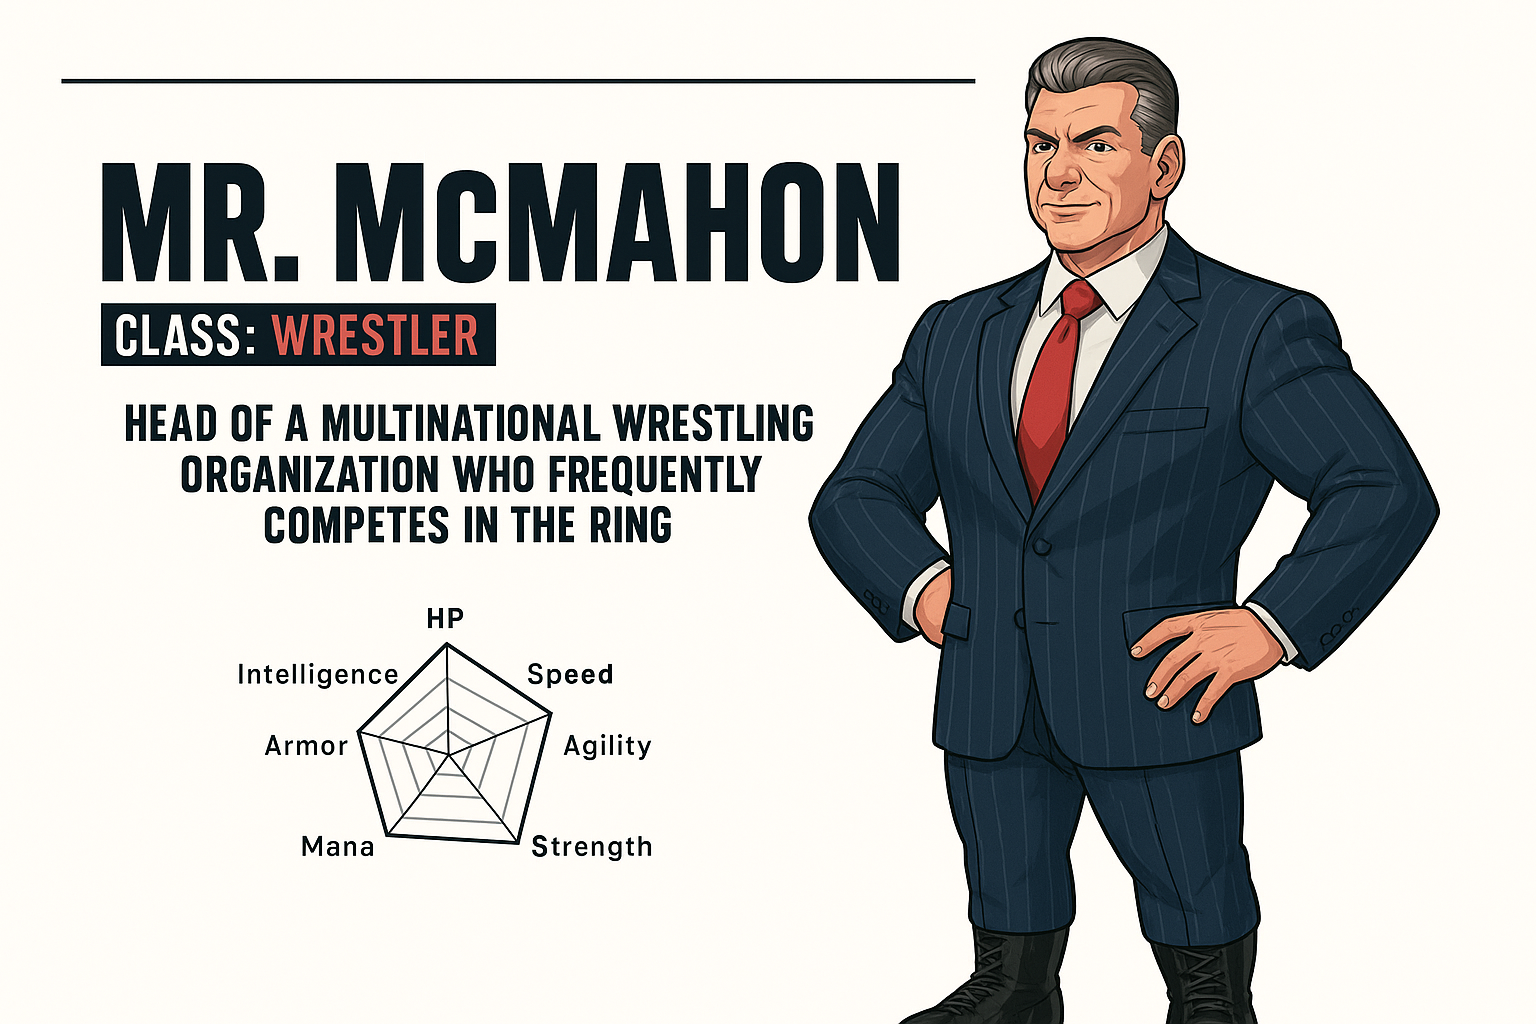 MR. McMAHON
CLASS: WRESTLER
HEAD OF A MULTINATIONAL WRESTLING
ORGANIZATION WHO FREQUENTLY
COMPETES IN THE RING
HP
Intelligence
Speed
Armor
Agility
Mana
Strength